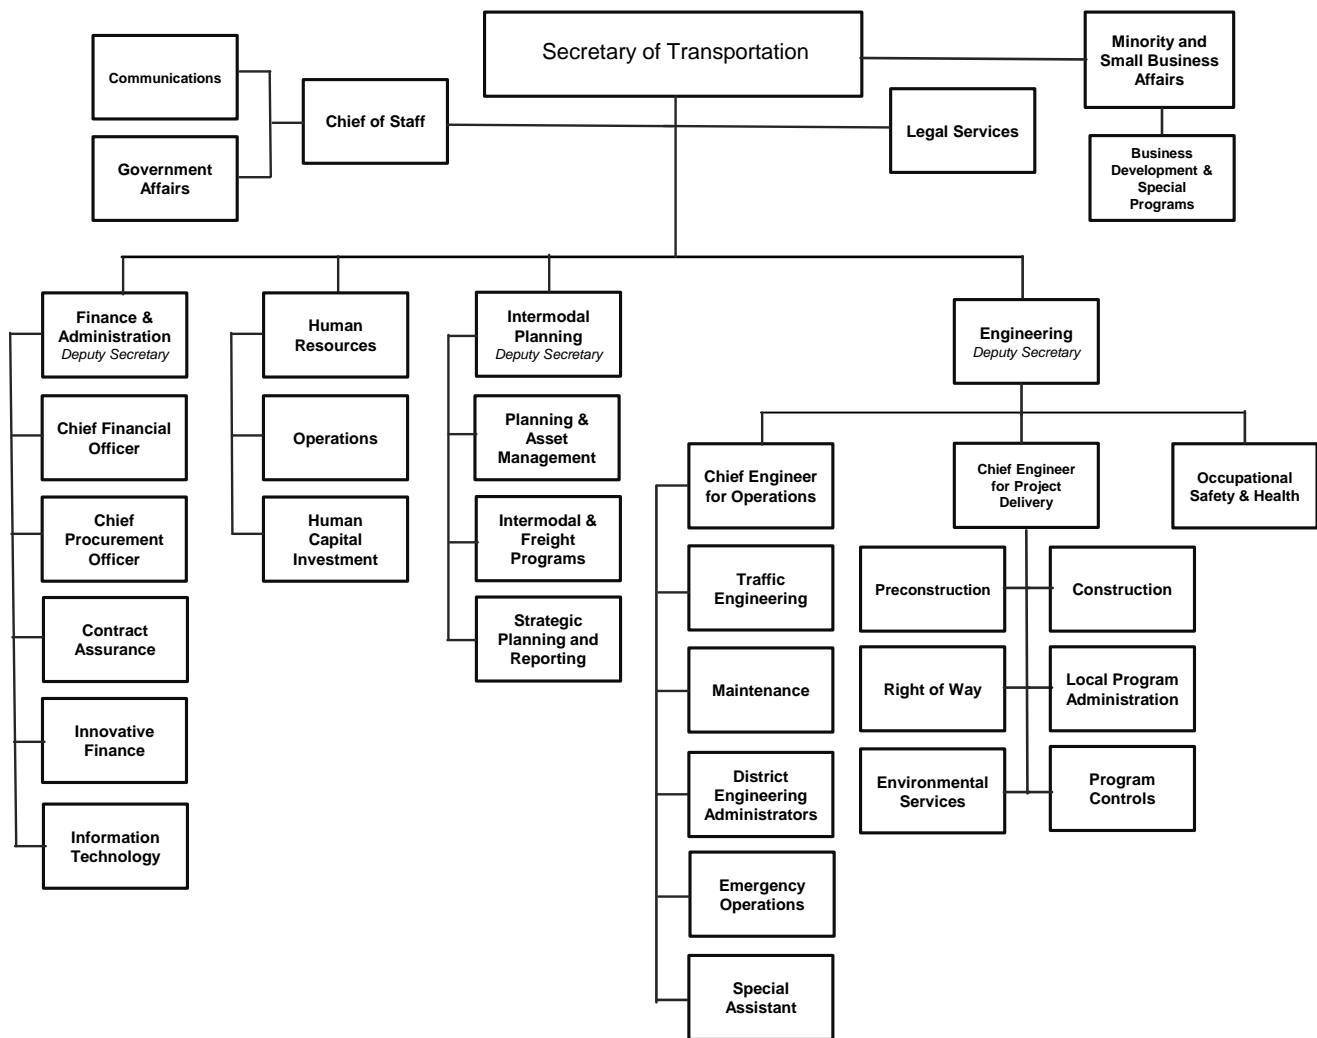 Secretary of Transportation
Minority and
Small Business
Affairs
Communications
Chief of Staff
Legal Services
Government
Affairs
Business
Development &
Special
Programs
Finance &
Administration
Deputy Secretary
Chief Financial
Officer
Chief
Procurement
Officer
Contract
Assurance
Innovative
Finance
Information
Technology
Human
Resources
Operations
Human
Capital
Investment
Intermodal
Planning
Deputy Secretary
Planning &
Asset
Management
Intermodal &
Freight
Programs
Strategic
Planning and
Reporting
Engineering
Deputy Secretary
Chief Engineer
for Operations
Traffic
Engineering
Maintenance
District
Engineering
Administrators
Emergency
Operations
Special
Assistant
Chief Engineer
for Project
Delivery
Preconstruction
Construction
Right of Way
Local Program
Administration
Environmental
Services
Program
Controls
Occupational
Safety & Health